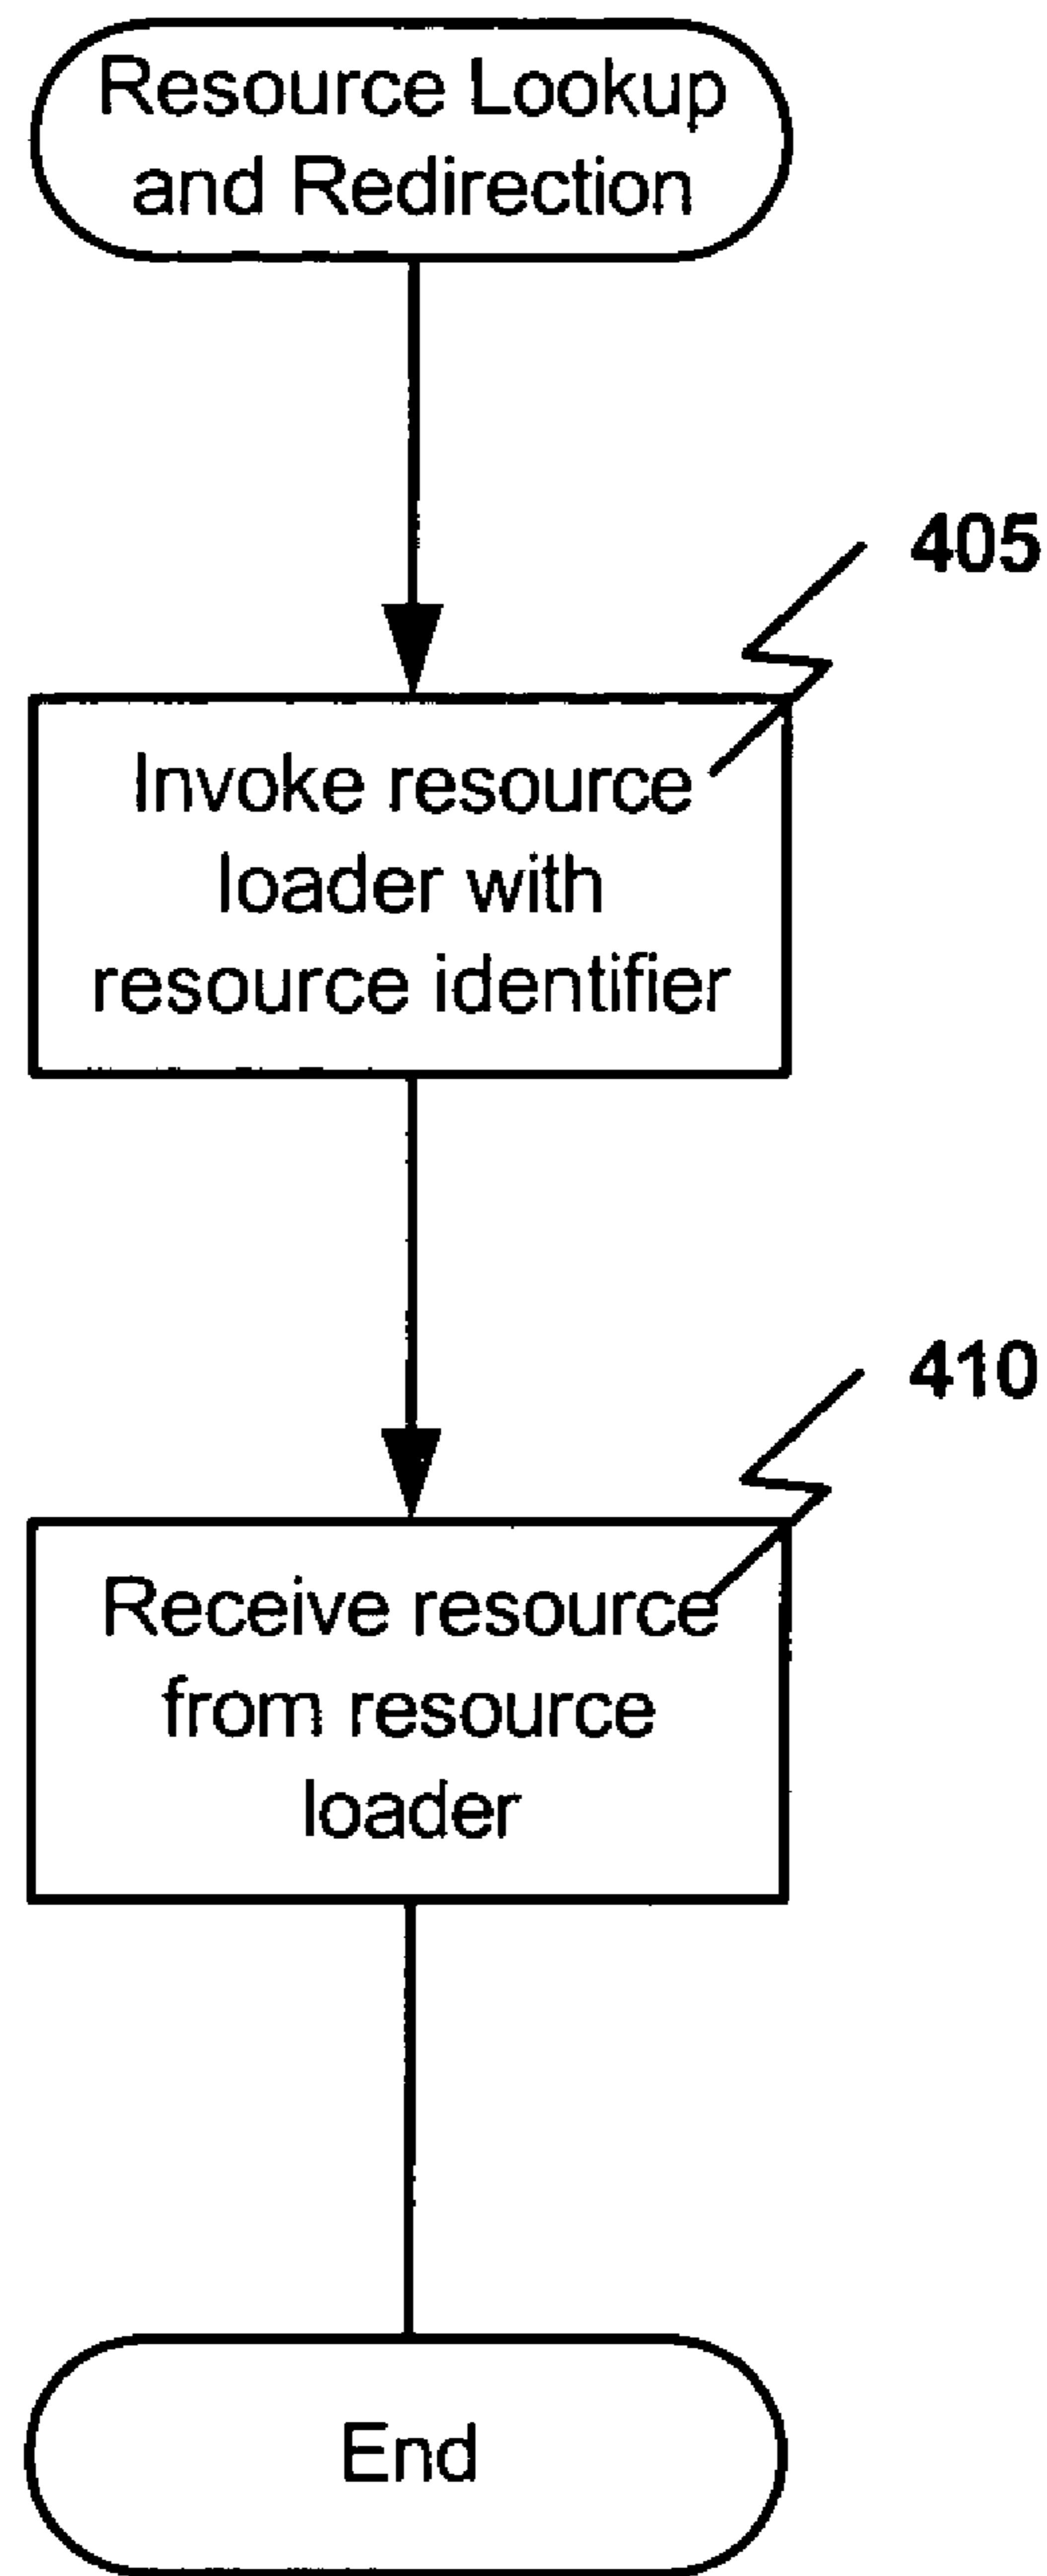 Resource Lookup
and Redirection
405
Invoke resource
loader with
resource identifier
410
Receive resource
from resource
loader
End